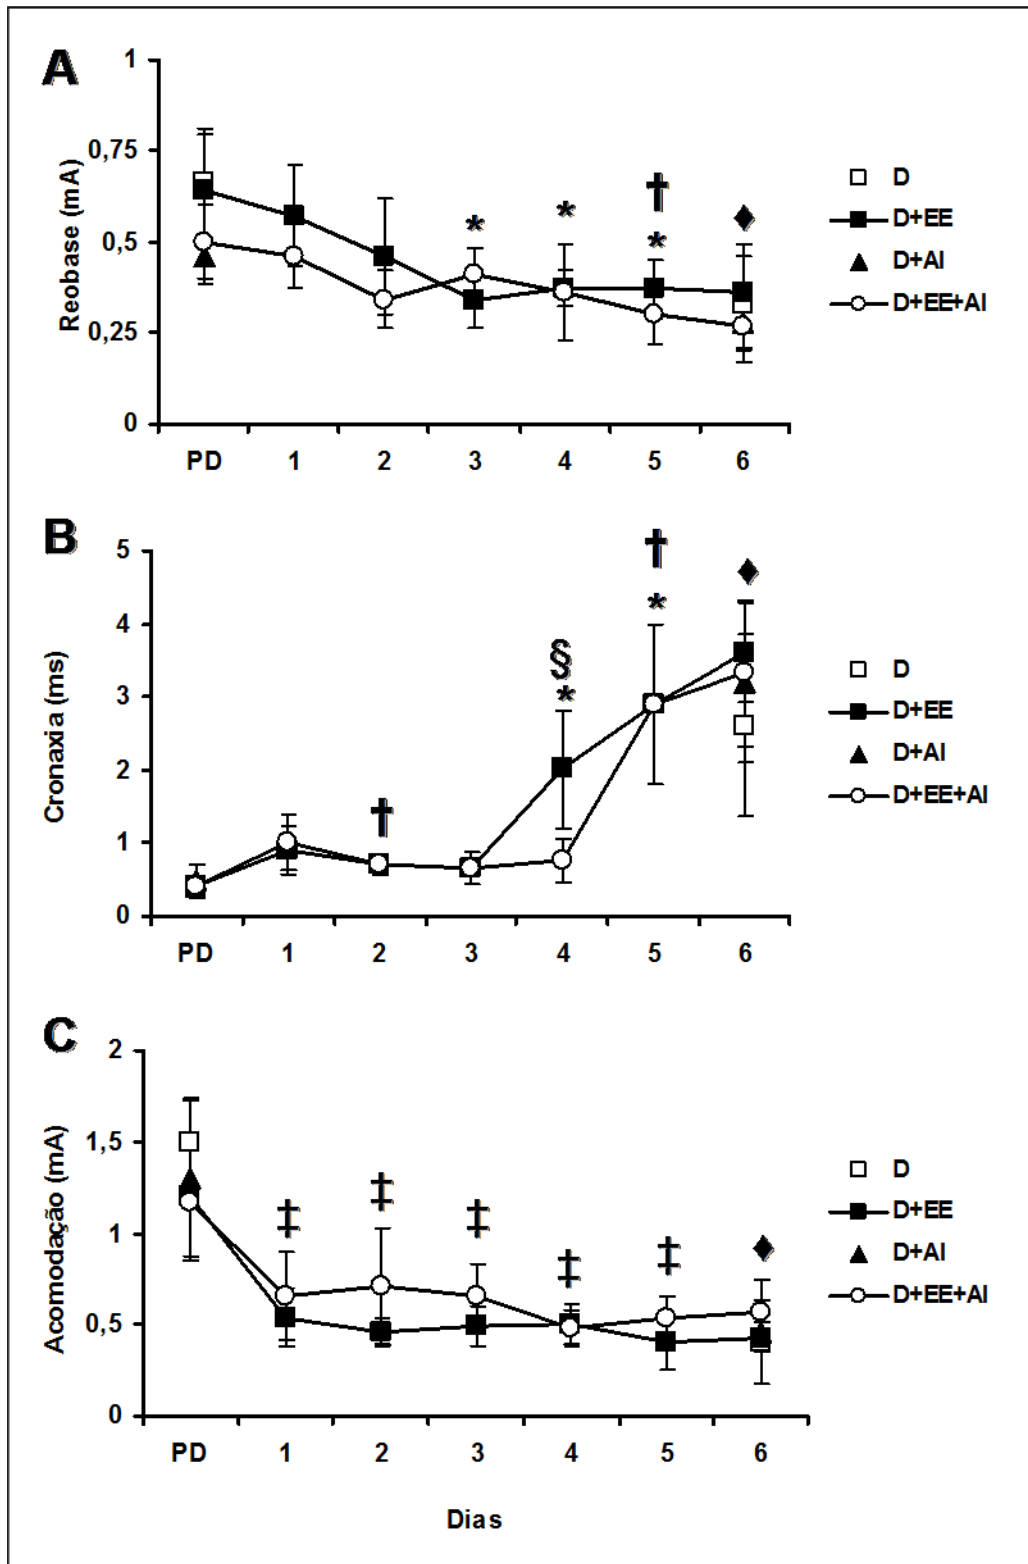 A
1
0,75
0,5
0,25
0
Reobase (mA)
*
*
†
*
♦
PD 1 2 3 4 5 6
D
D+EE
D+AI
D+EE+AI
B
5
4
3
2
1
0
Cronaxia (ms)
†
§
*
†
*
♦
PD 1 2 3 4 5 6
D
D+EE
D+AI
D+EE+AI
C
2
1,5
1
0,5
0
Acomodação (mA)
‡
‡
‡
‡
‡
♦
PD 1 2 3 4 5 6
D
D+EE
D+AI
D+EE+AI
Dias